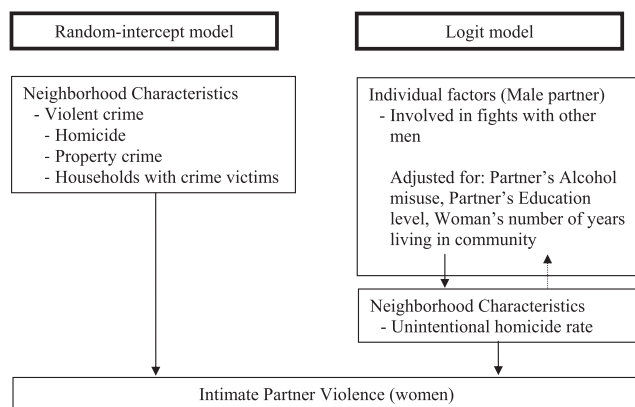 Random-intercept model
Logit model
Neighborhood Characteristics
- Violent crime
- Homicide
- Property crime
- Households with crime victims
Individual factors (Male partner)
- Involved in fights with other
men
Adjusted for: Partner's Alcohol
misuse, Partner's Education
level, Woman's number of years
living in community
Neighborhood Characteristics
- Unintentional homicide rate
Intimate Partner Violence (women)